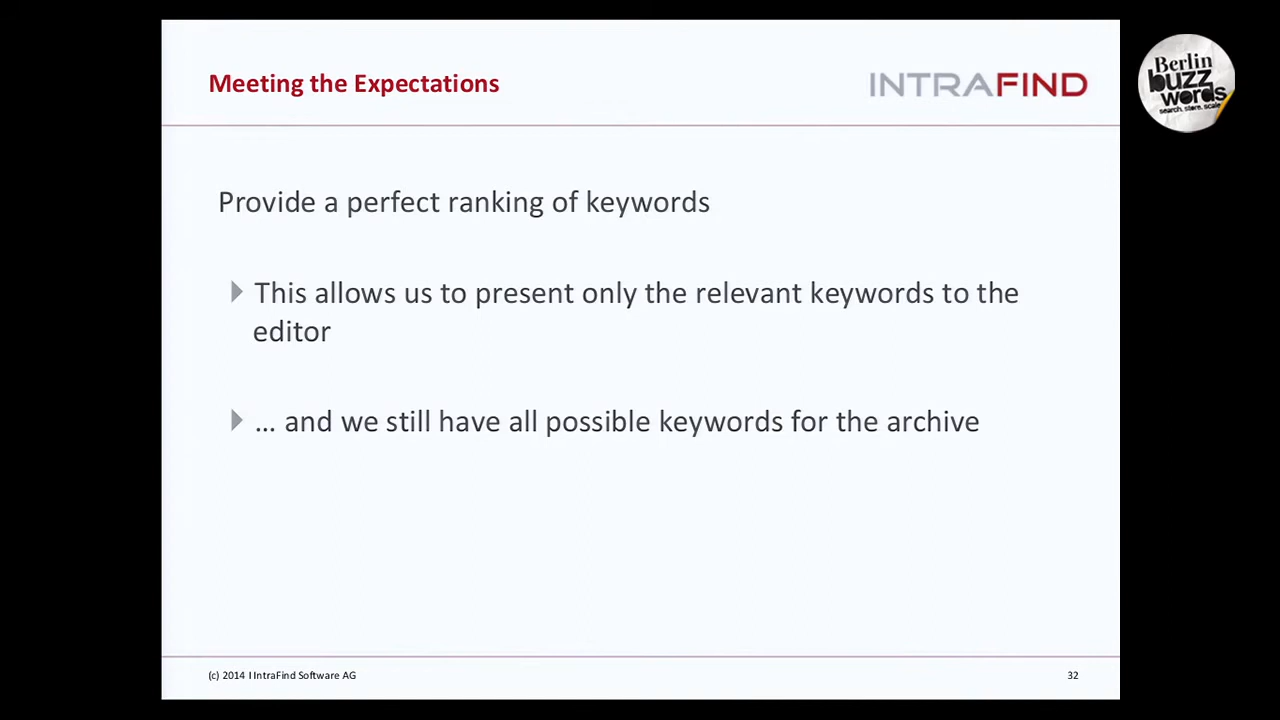 Meeting the Expectations
INTRAFIND
Berlin
buzz
words
search. store. scale
Provide a perfect ranking of keywords
This allows us to present only the relevant keywords to the
editor
… and we still have all possible keywords for the archive
(c) 2014 I IntraFind Software AG
32